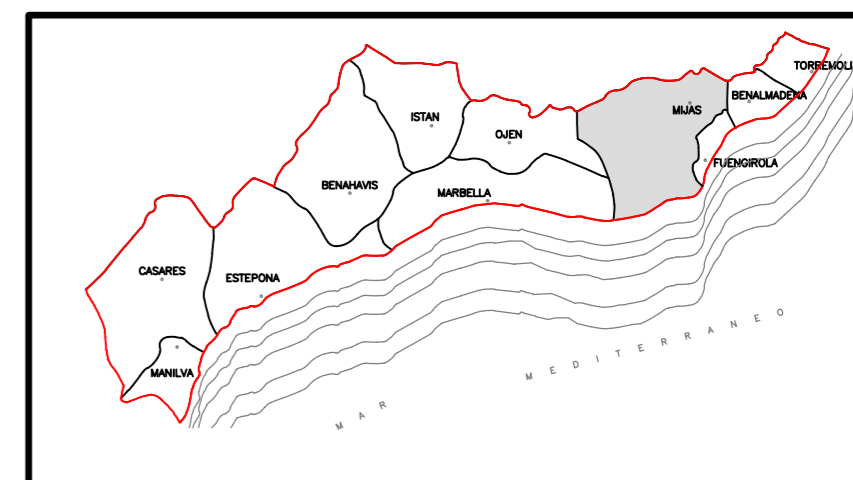 TORREMOLI
BENALMADENA
MIJAS
ISTAN
OJEN
FUENGIROLA
BENAHAVIS
MARBELLA
CASARES
ESTEPONA
MANILVA
MAR MEDITERRANEO